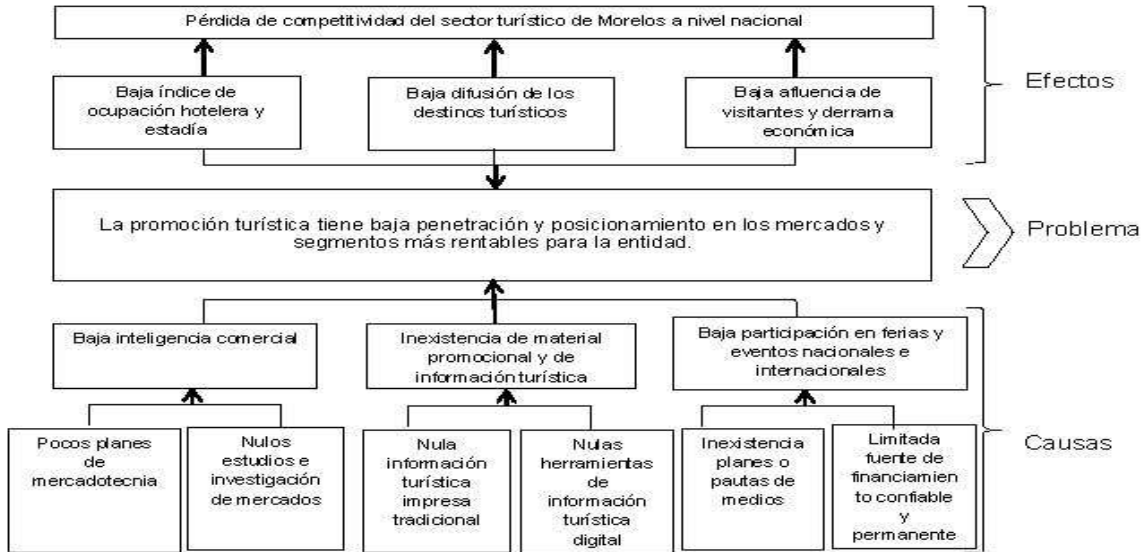 Pérdida de competitividad del sector turístico de Morelos a nivel nacional
Baja índice de
ocupación hotelera y
estadía
Baja difusión de los
destinos turísticos
Baja afluencia de
visitantes y derrama
económica
Efectos
La promoción turística tiene baja penetración y posicionamiento en los mercados y
segmentos más rentables para la entidad.
Problema
Baja inteligencia comercial
Inexistencia de material
promocional y de
información turística
Baja participación en ferias y
eventos nacionales e
internacionales
Pocos planes
de
mercadotecnia
Nulos
estudios e
investigación
de mercados
Nula
información
turística
impresa
tradicional
Nulas
herramientas
de
información
turística
digital
Inexistencia
planes o
pautas de
medios
Limitada
fuente de
financiamien
to confiable
y
permanente
Causas